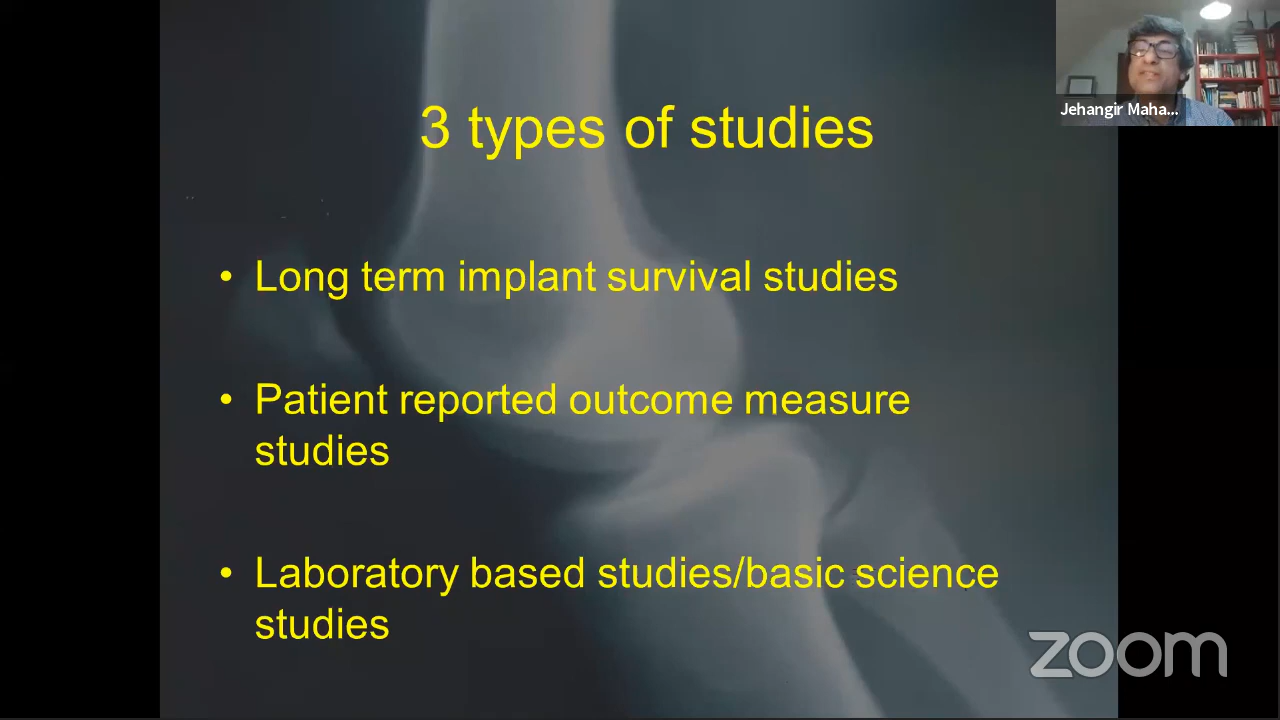 3 types of studies
Jehangir Maha...
• Long term implant survival studies
• Patient reported outcome measure
studies
• Laboratory based studies/basic science
studies
zoom